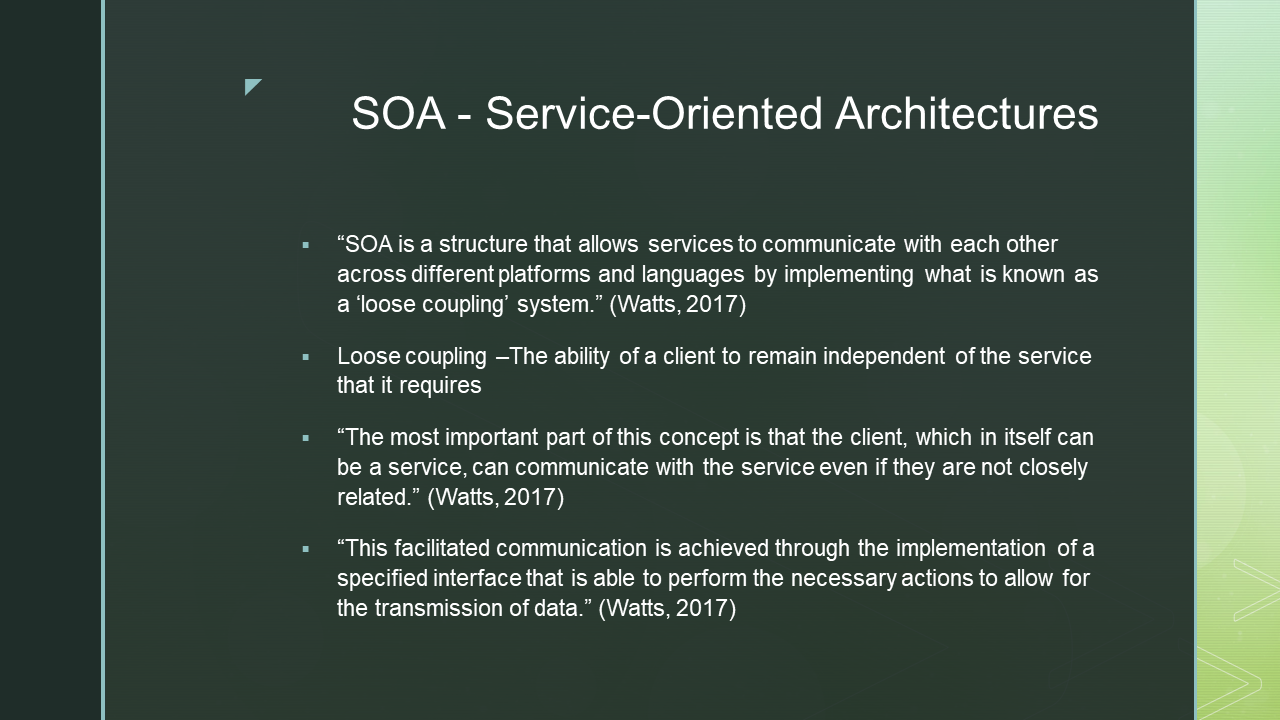 SOA - Service-Oriented Architectures
▪ “SOA is a structure that allows services to communicate with each other
across different platforms and languages by implementing what is known as
a ‘loose coupling’ system.” (Watts, 2017)
▪ Loose coupling –The ability of a client to remain independent of the service
that it requires
▪ “The most important part of this concept is that the client, which in itself can
be a service, can communicate with the service even if they are not closely
related.” (Watts, 2017)
▪ “This facilitated communication is achieved through the implementation of a
specified interface that is able to perform the necessary actions to allow for
the transmission of data.” (Watts, 2017)